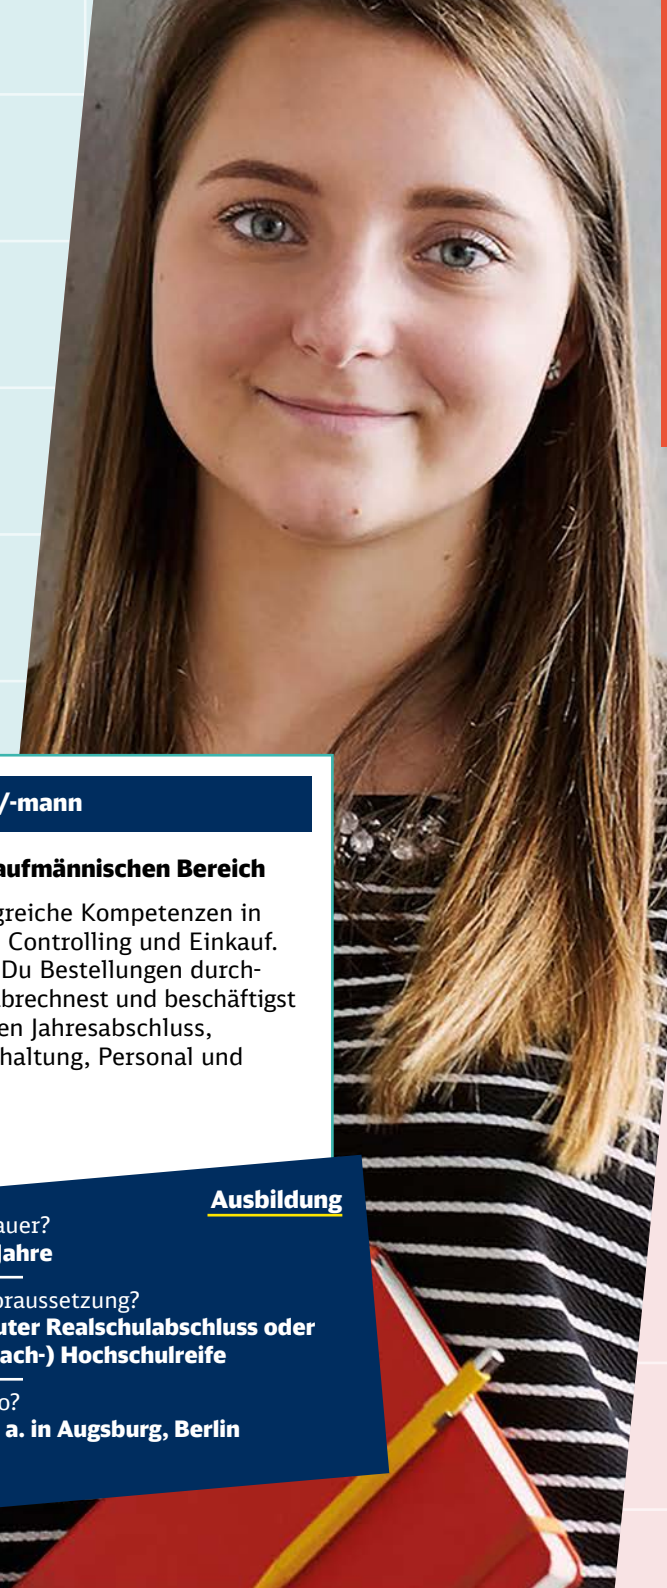 /-mann
aufmännischen Bereich
greiche Kompetenzen in
Controlling und Einkauf.
Du Bestellungen durch-
brechnest und beschäftigst
en Jahresabschluss,
haltung, Personal und
Ausbildung
auer?
Jahre
oraussetzung?
uter Realschulabschluss oder
ach-) Hochschulreife
o?
a. in Augsburg, Berlin